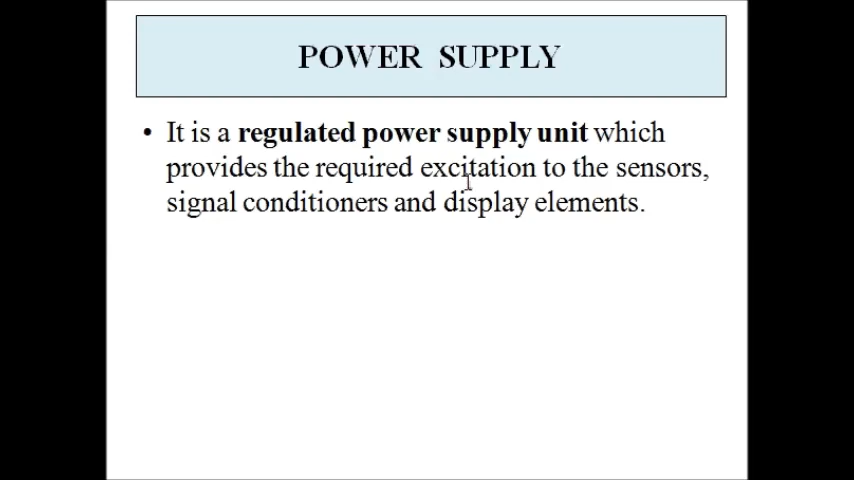 POWER SUPPLY
• It is a regulated power supply unit which
provides the required excitation to the sensors,
signal conditioners and display elements.